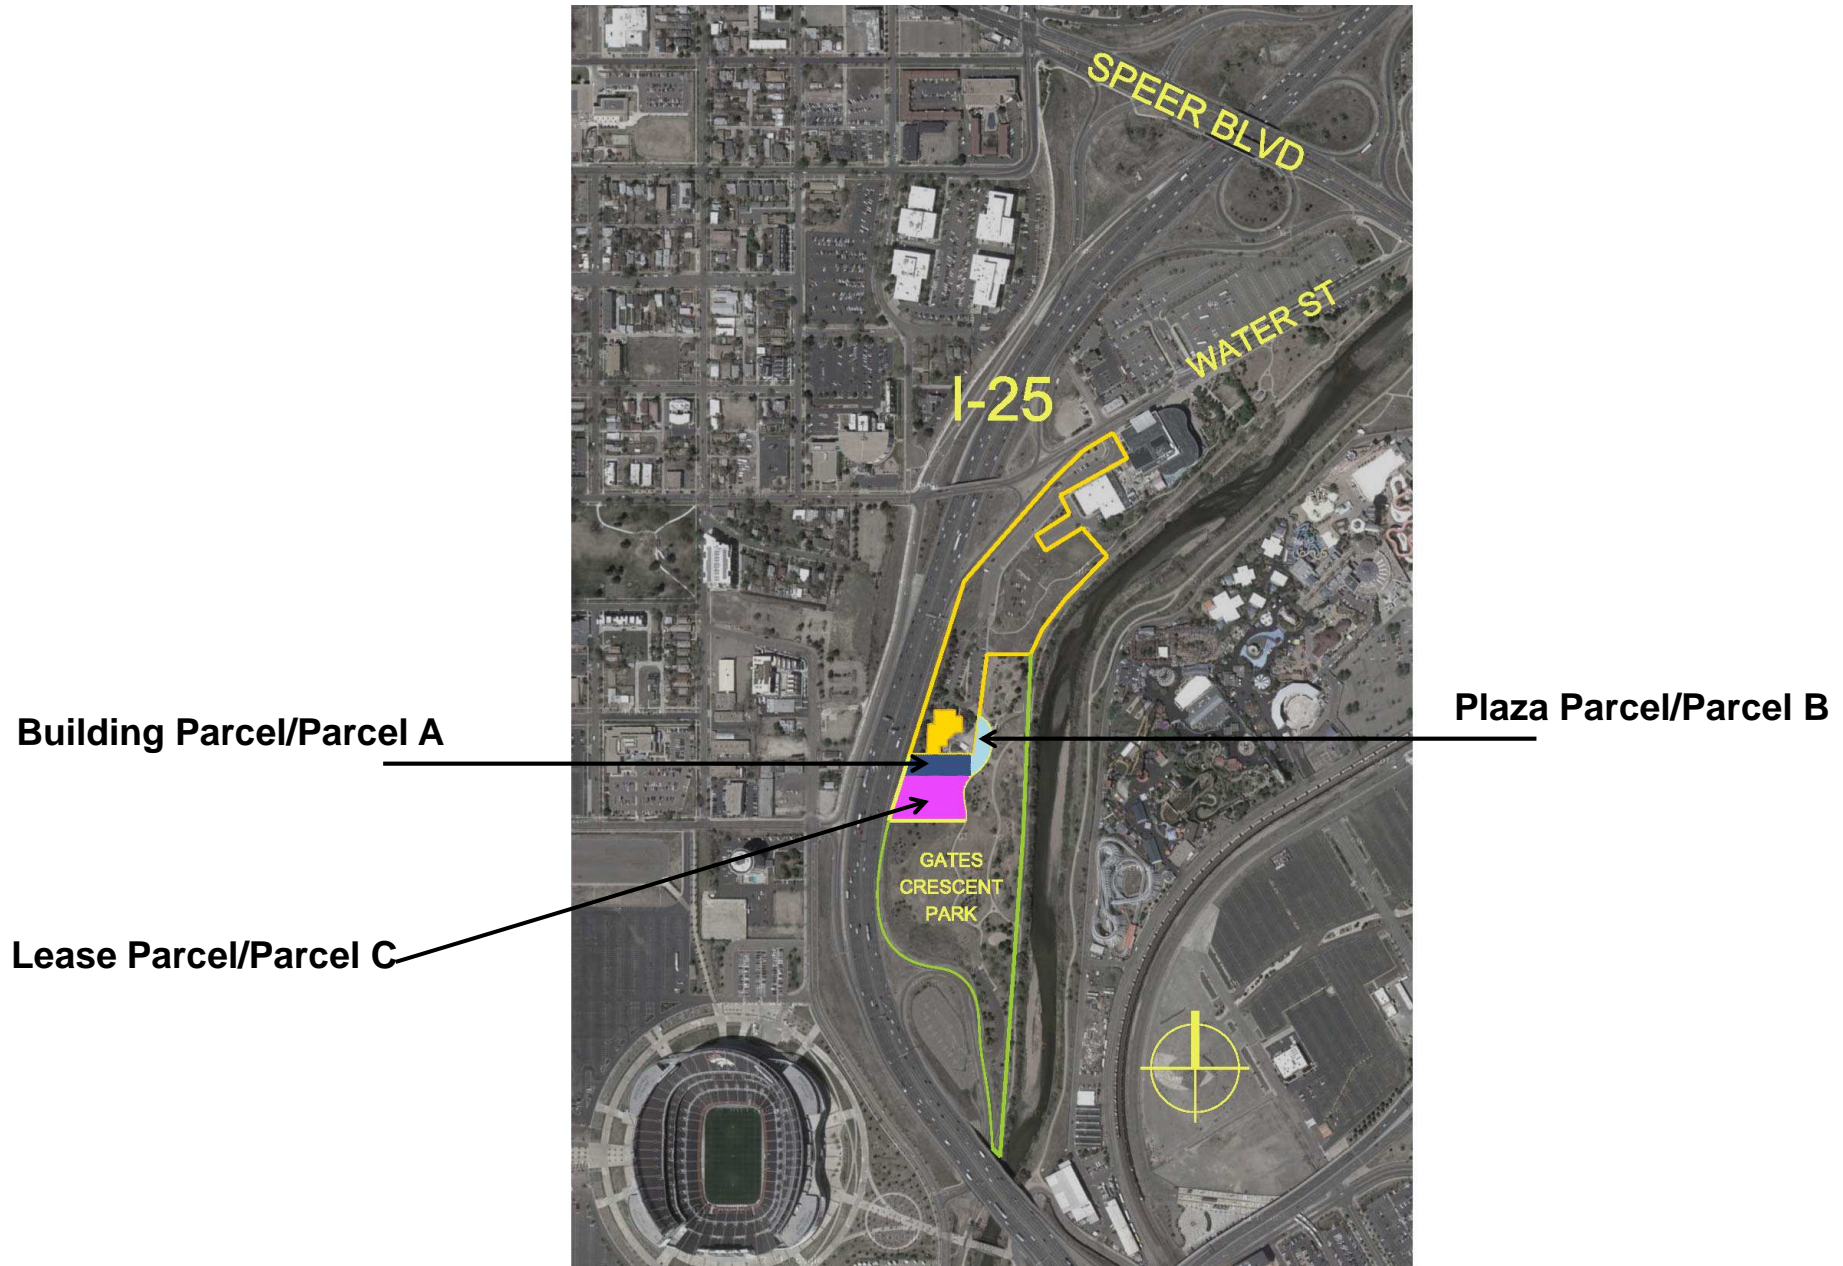 SPEER BLVD
WATER ST
I-25
Plaza Parcel/Parcel B
Building Parcel/Parcel A
GATES
CRESCENT
PARK
Lease Parcel/Parcel C